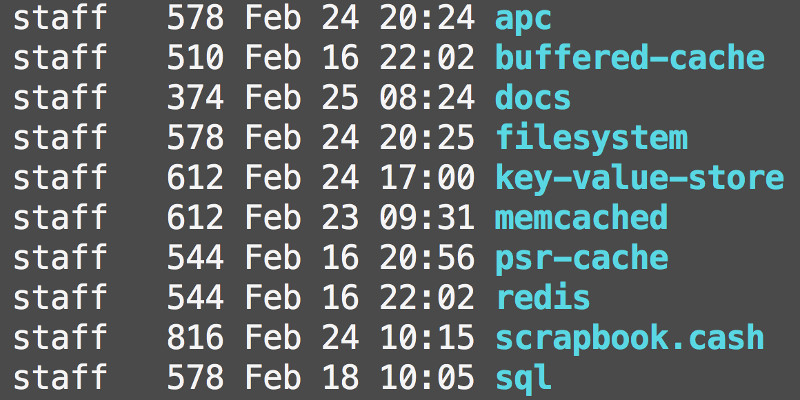 staff   578 Feb 24 20:24 apc
staff   510 Feb 16 22:02 buffered-cache
staff   374 Feb 25 08:24 docs
staff   578 Feb 24 20:25 filesystem
staff   612 Feb 24 17:00 key-value-store
staff   612 Feb 23 09:31 memcached
staff   544 Feb 16 20:56 psr-cache
staff   544 Feb 16 22:02 redis
staff   816 Feb 24 10:15 scrapbook.cash
staff   578 Feb 18 10:05 sql